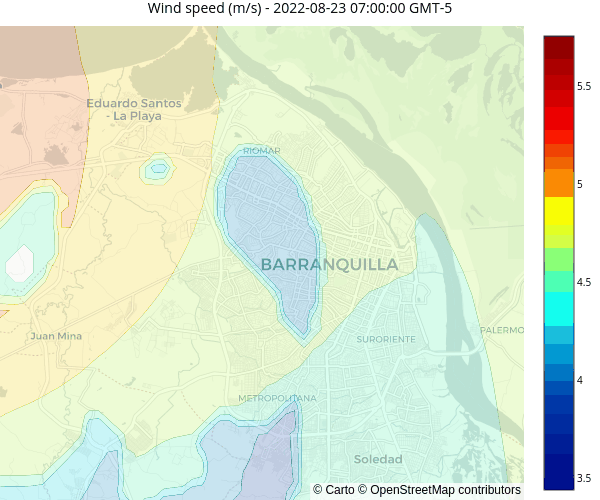 Wind speed (m/s) - 2022-08-23 07:00:00 GMT-5
Eduardo Santos
- La Playa
RIOMAR
BARRANQUILLA
Juan Mina
SURORIENTE
PALERMO
METROPOLITANA
Soledad
© Carto © OpenStreetMap contributors
5.5
5
4.5
4
3.5